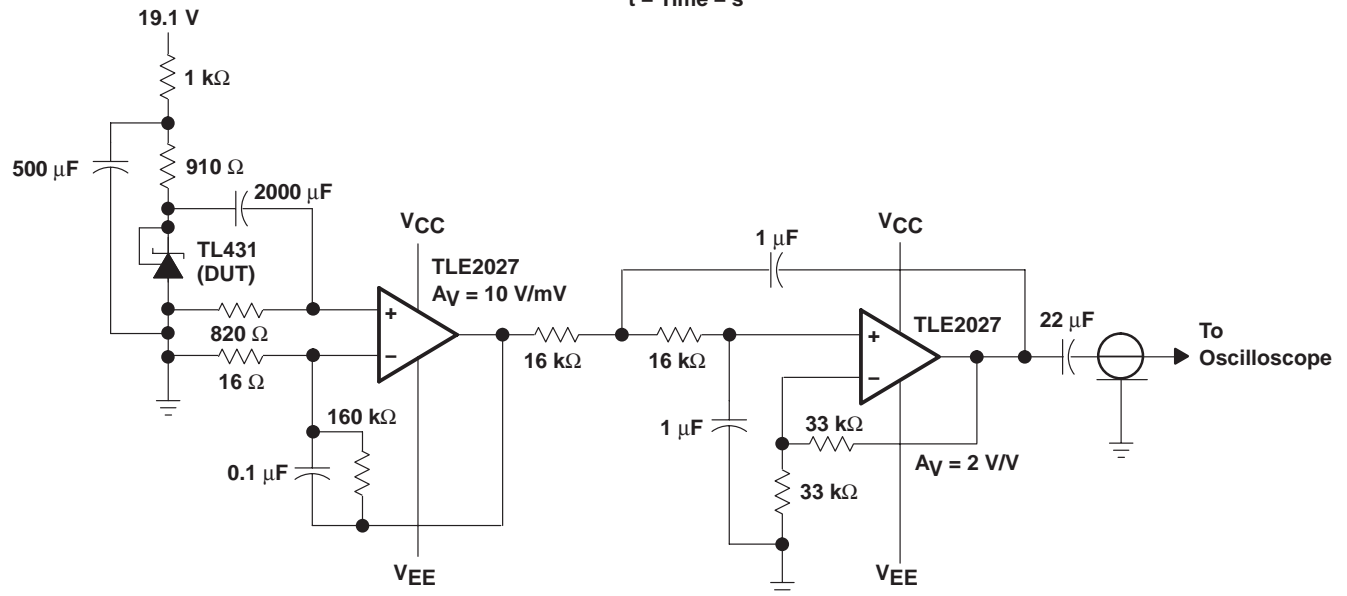 t – Time – s
19.1 V
1 kΩ
500 µF
910 Ω
2000 µF
TL431
(DUT)
820 Ω
16 Ω
160 kΩ
0.1 µF
VCC
TLE2027
AV = 10 V/mV
+
–
VEE
16 kΩ
16 kΩ
1 µF
1 µF
VCC
TLE2027
+
–
33 kΩ
AV = 2 V/V
33 kΩ
VEE
22 µF
To
Oscilloscope